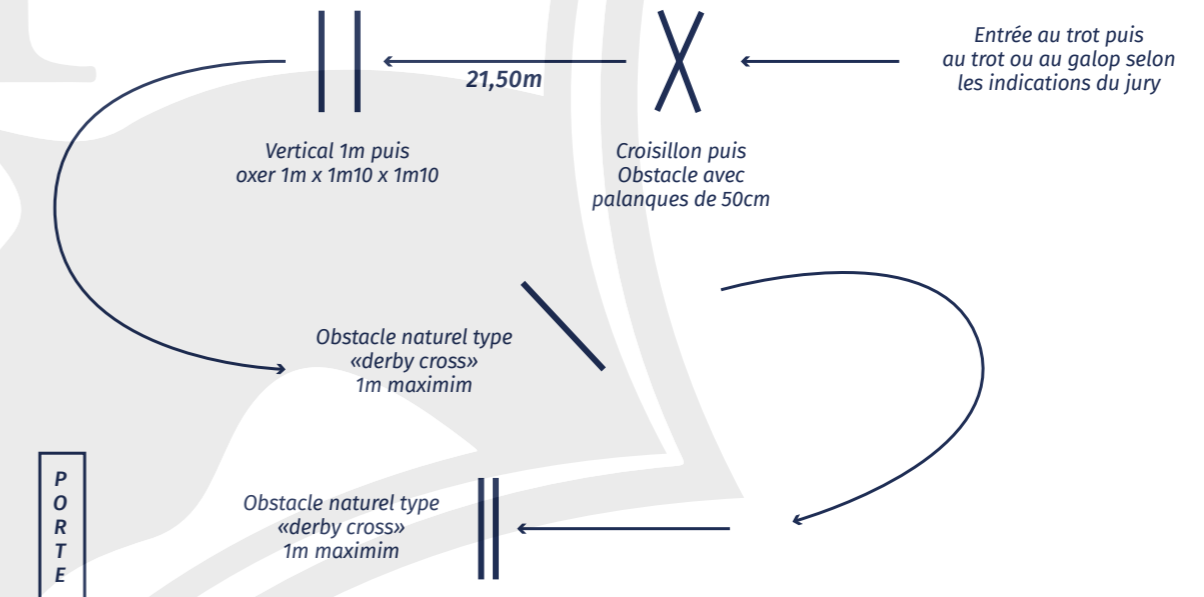 Entrée au trot puis
au trot ou au galop selon
les indications du jury
21,50m
Vertical 1m puis
oxer 1m x 1m10 x 1m10
Croisillon puis
Obstacle avec
palanques de 50cm
Obstacle naturel type
«derby cross»
1m maximim
Obstacle naturel type
«derby cross»
1m maximim
P
O
R
T
E